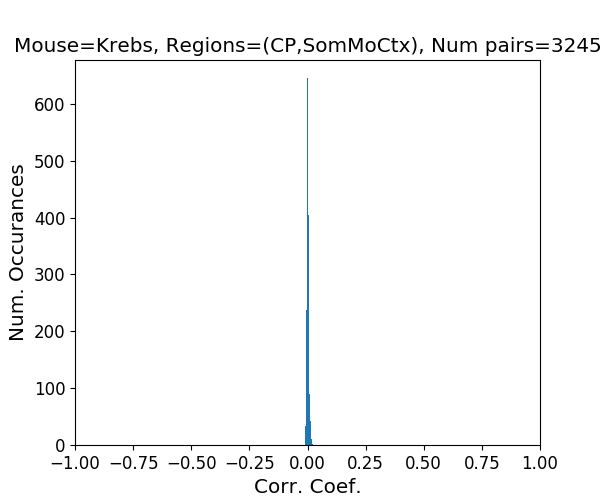 Mouse=Krebs, Regions=(CP,SomMoCtx), Num pairs=3245
600
500
400
300
200
100
0
Num. Occurances
−1.00 −0.75 −0.50 −0.25 0.00 0.25 0.50 0.75 1.00
Corr. Coef.